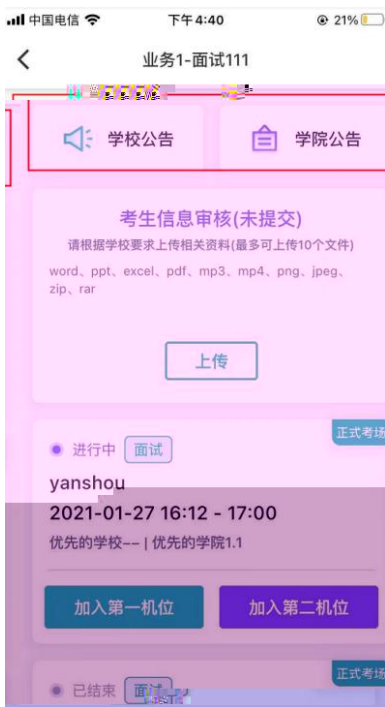 中国电信 下午4:40 21%
业务1-面试111
学校公告 学院公告
考生信息审核(未提交)
请根据学校要求上传相关资料(最多可上传10个文件)
word、ppt、excel、pdf、mp3、mp4、png、jpeg、
zip、rar
上传
正式考场
进行中 面试
yanshou
2021-01-27 16:12 - 17:00
优先的学校-- | 优先的学院1.1
加入第一机位 加入第二机位
正式考场
已结束 面试